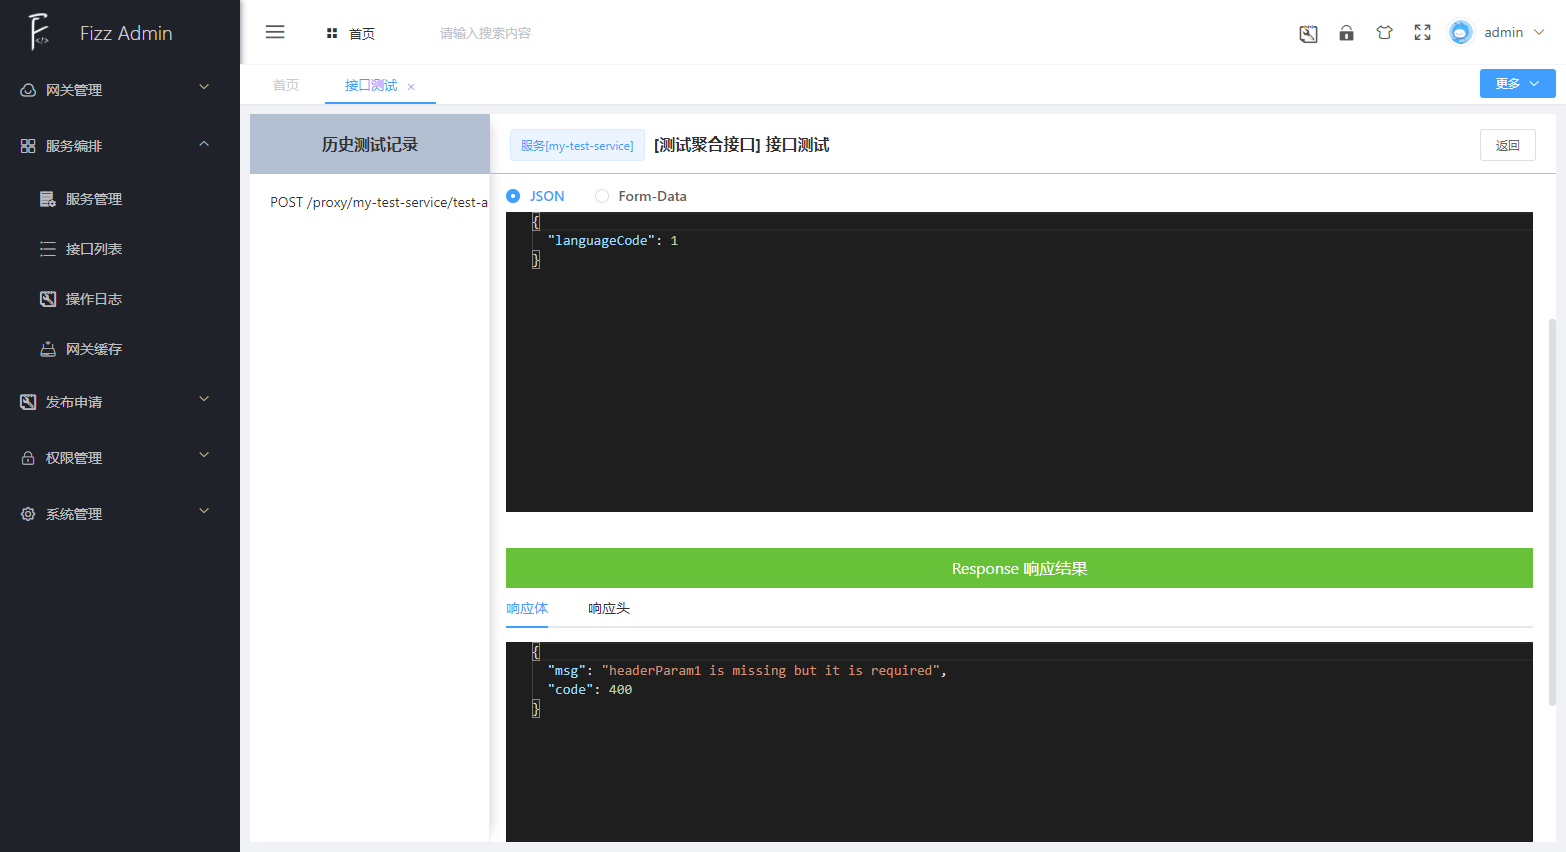 Fizz Admin
网关管理
服务编排
服务管理
接口列表
操作日志
网关缓存
发布申请
权限管理
系统管理
首页
请输入搜索内容
admin
首页
接口测试
更多
历史测试记录
POST /proxy/my-test-service/test-a
服务[my-test-service]
[测试聚合接口] 接口测试
返回
JSON
Form-Data
{
"languageCode": 1
}
Response 响应结果
响应体
响应头
{
"msg": "headerParam1 is missing but it is required",
"code": 400
}